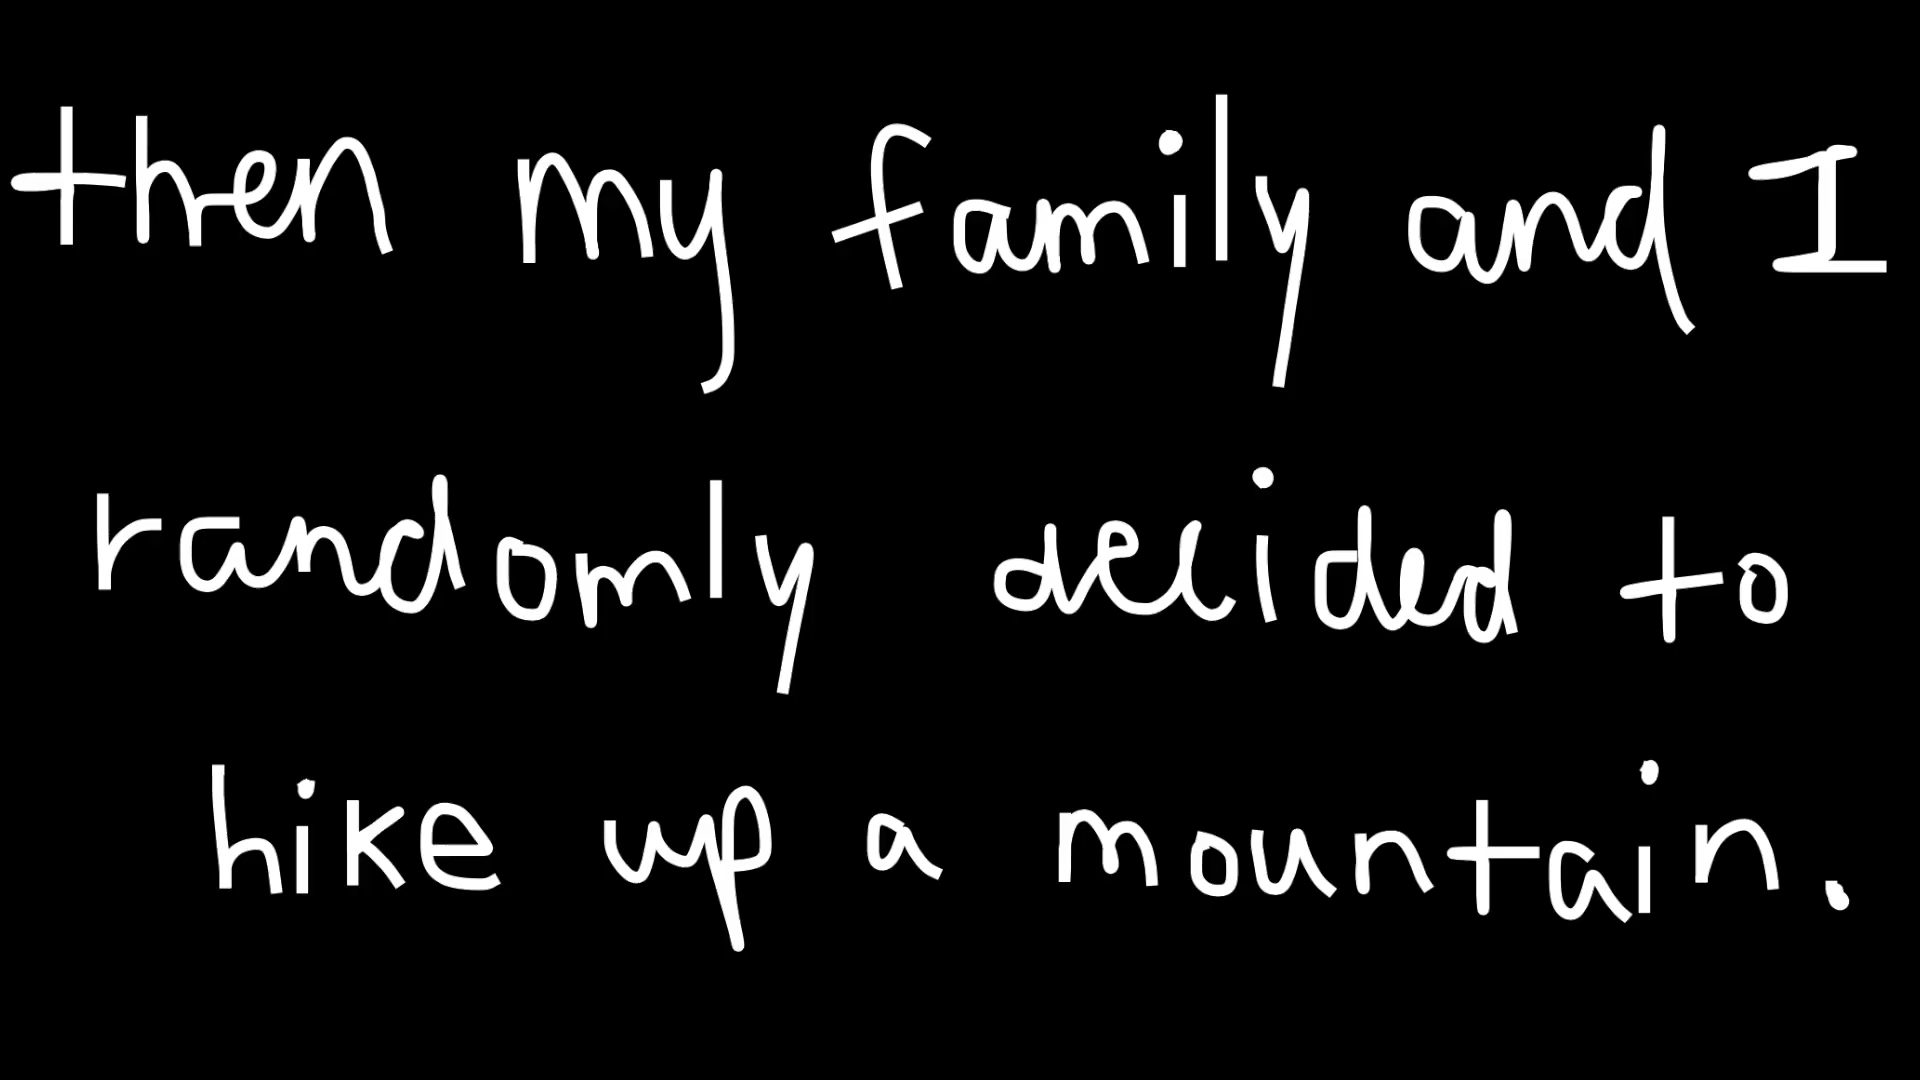 then my family and I
randomly decided to
hike up a mountain.